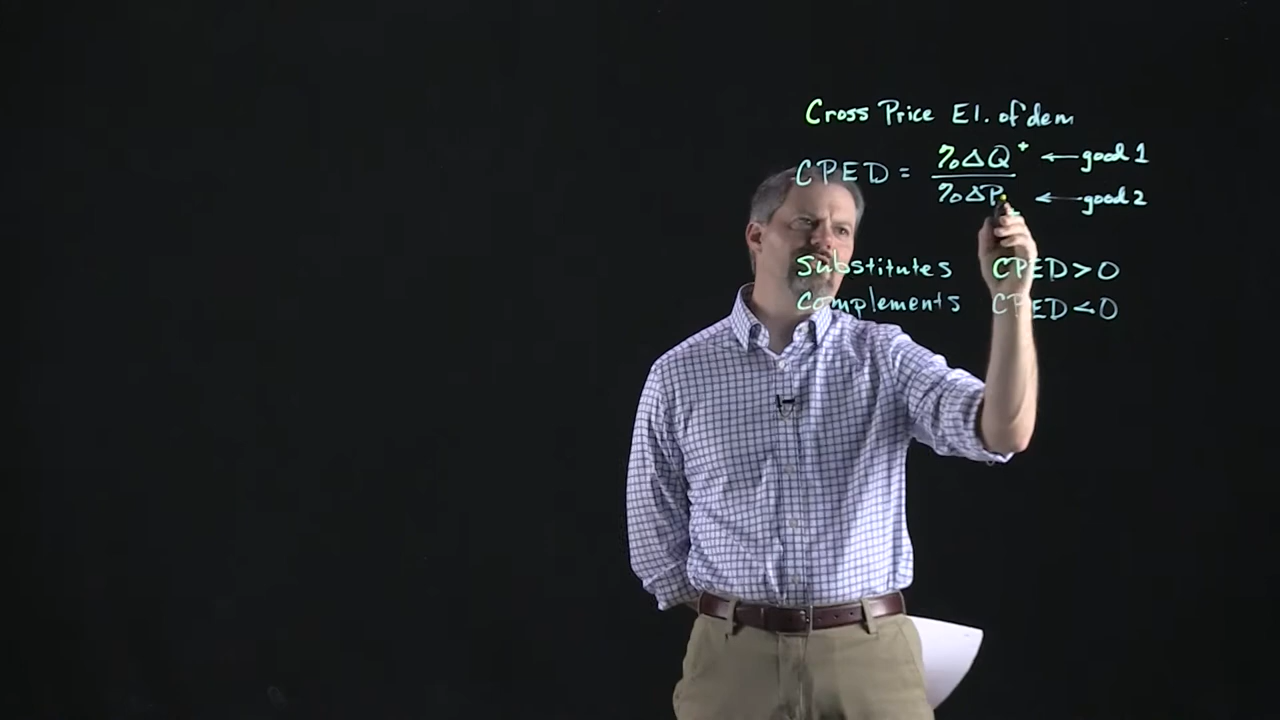 Cross Price El. of dem
CPED = %ΔQ + ← good 1
%ΔP ← good 2
Substitutes CPED > 0
Complements CPED < 0